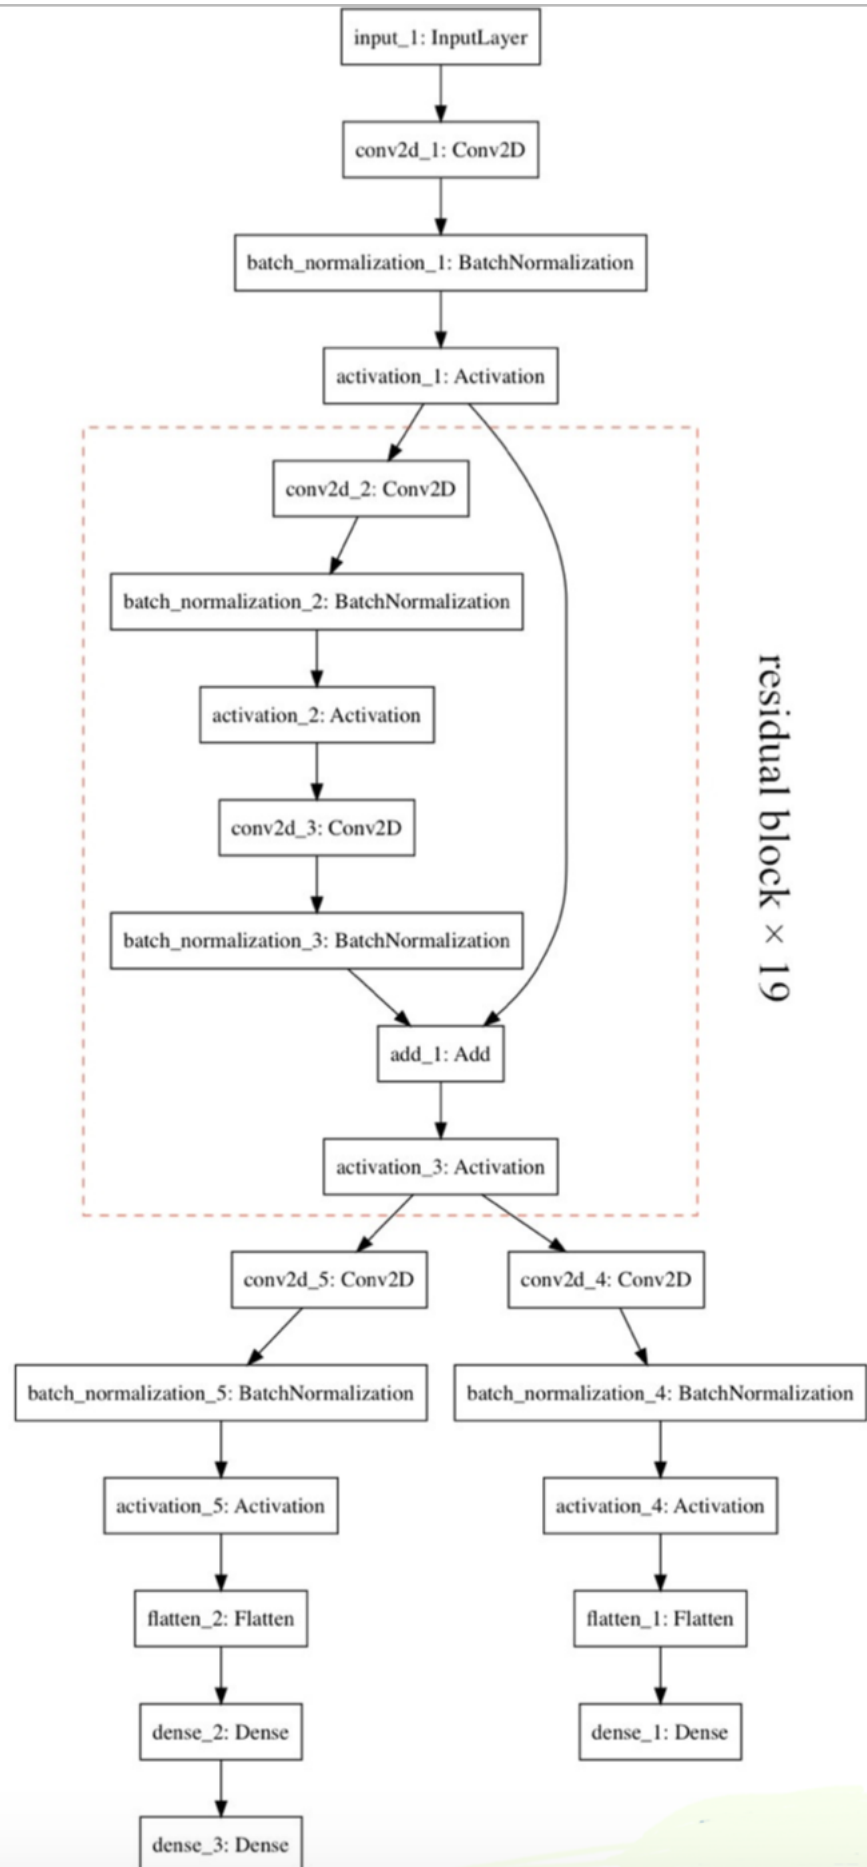 input_1: InputLayer
conv2d_1: Conv2D
batch_normalization_1: BatchNormalization
activation_1: Activation
conv2d_2: Conv2D
batch_normalization_2: BatchNormalization
activation_2: Activation
conv2d_3: Conv2D
batch_normalization_3: BatchNormalization
add_1: Add
activation_3: Activation
residual block × 19
conv2d_5: Conv2D
conv2d_4: Conv2D
batch_normalization_5: BatchNormalization
batch_normalization_4: BatchNormalization
activation_5: Activation
activation_4: Activation
flatten_2: Flatten
flatten_1: Flatten
dense_2: Dense
dense_1: Dense
dense_3: Dense